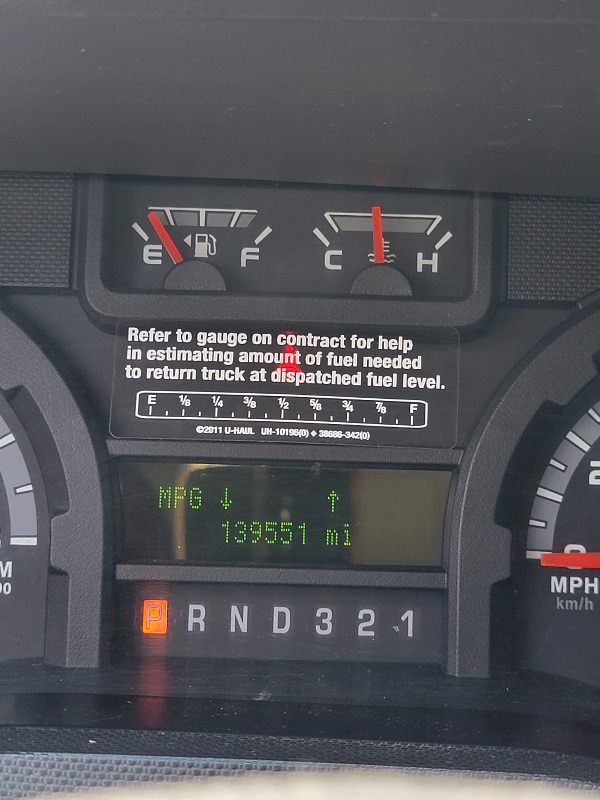 E F
C H
Refer to gauge on contract for help
in estimating amount of fuel needed
to return truck at dispatched fuel level.
E ⅛ ¼ ⅜ ½ ⅝ ¾ ⅞ F
©2011 U-HAUL UH-10196(0) ◆ 38686-342(0)
MPG ↓ ↑
139551 mi
P R N D 3 2 1
0
MPH
km/h